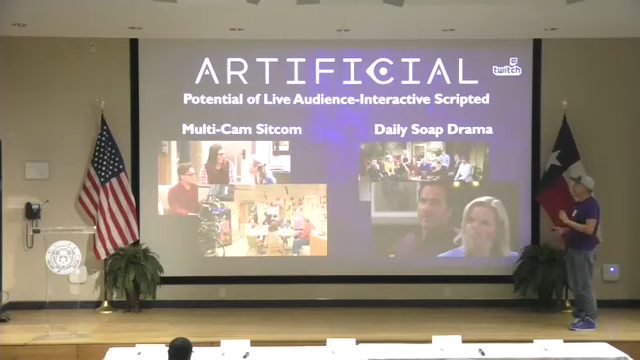 ARTIFICIAL
twitch
Potential of Live Audience-Interactive Scripted
Multi-Cam Sitcom
Daily Soap Drama